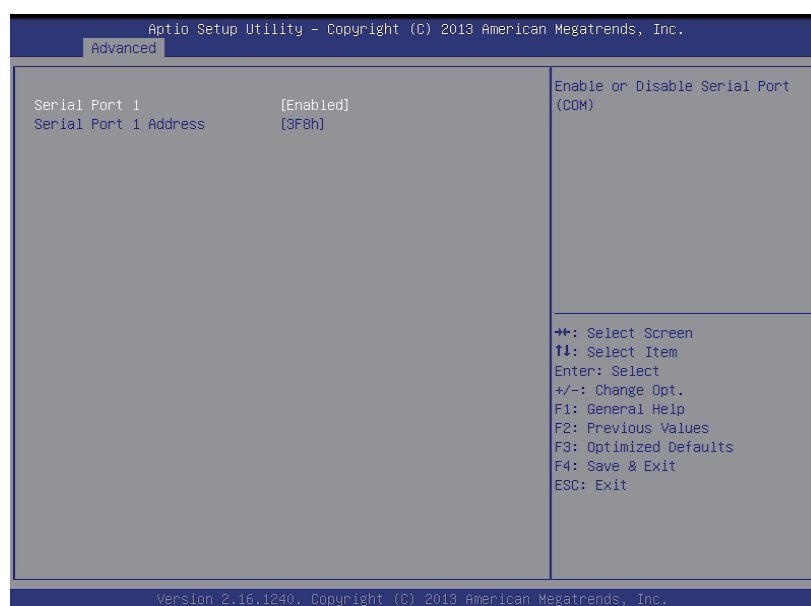 Aptio Setup Utility – Copyright (C) 2013 American Megatrends, Inc.
Advanced
Serial Port 1 [Enabled]
Serial Port 1 Address [3F8h]
Enable or Disable Serial Port
(COM)
→←: Select Screen
↑↓: Select Item
Enter: Select
+/-: Change Opt.
F1: General Help
F2: Previous Values
F3: Optimized Defaults
F4: Save & Exit
ESC: Exit
Version 2.16.1240. Copyright (C) 2013 American Megatrends, Inc.